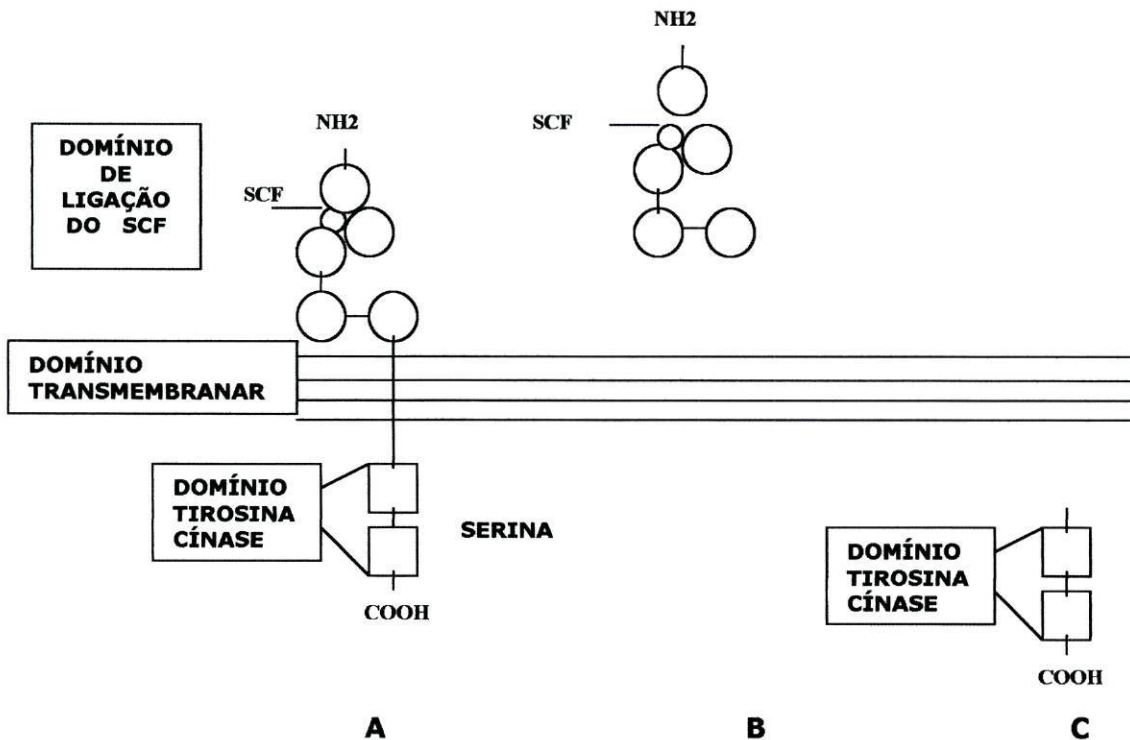 NH2
SCF
NH2
SCF
DOMÍNIO
DE
LIGAÇÃO
DO SCF
DOMÍNIO
TRANSMEMBRANAR
DOMÍNIO
TIROSINA
CÍNASE
SERINA
COOH
DOMÍNIO
TIROSINA
CÍNASE
COOH
A
B
C